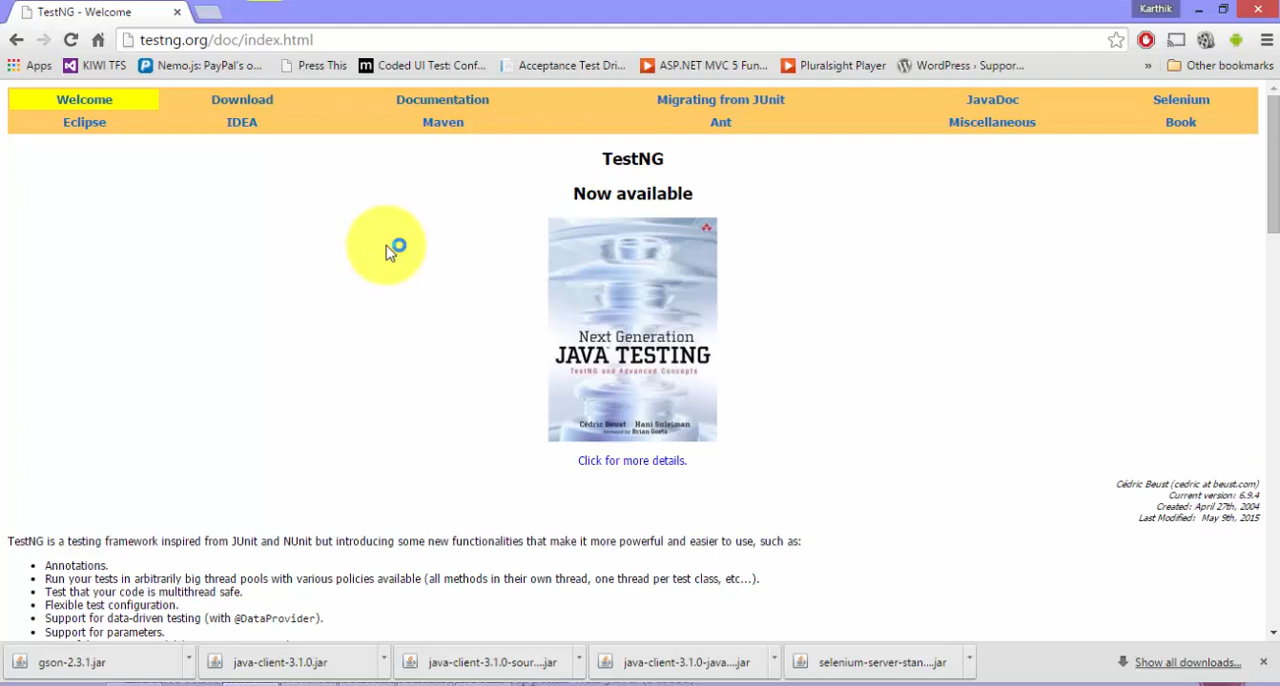 TestNG - Welcome
Karthik
testng.org/doc/index.html
Apps KIWI TFS Nemo.js: PayPal's o... Press This Coded UI Test: Conf... Acceptance Test Dri... ASP.NET MVC 5 Fun... Pluralsight Player WordPress › Suppor... » Other bookmarks
Welcome Download Documentation Migrating from JUnit JavaDoc Selenium
Eclipse IDEA Maven Ant Miscellaneous Book
TestNG
Now available
Next Generation
JAVA TESTING
TestNG and Advanced Concepts
Cédric Beust Hani Suleiman
Foreword by Brian Goetz
Click for more details.
Cédric Beust (cedric at beust.com)
Current version: 6.9.4
Created: April 27th, 2004
Last Modified: May 9th, 2015
TestNG is a testing framework inspired from JUnit and NUnit but introducing some new functionalities that make it more powerful and easier to use, such as:
• Annotations.
• Run your tests in arbitrarily big thread pools with various policies available (all methods in their own thread, one thread per test class, etc...).
• Test that your code is multithread safe.
• Flexible test configuration.
• Support for data-driven testing (with @DataProvider).
• Support for parameters.
gson-2.3.1.jar java-client-3.1.0.jar java-client-3.1.0-sour....jar java-client-3.1.0-java....jar selenium-server-stan....jar Show all downloads...